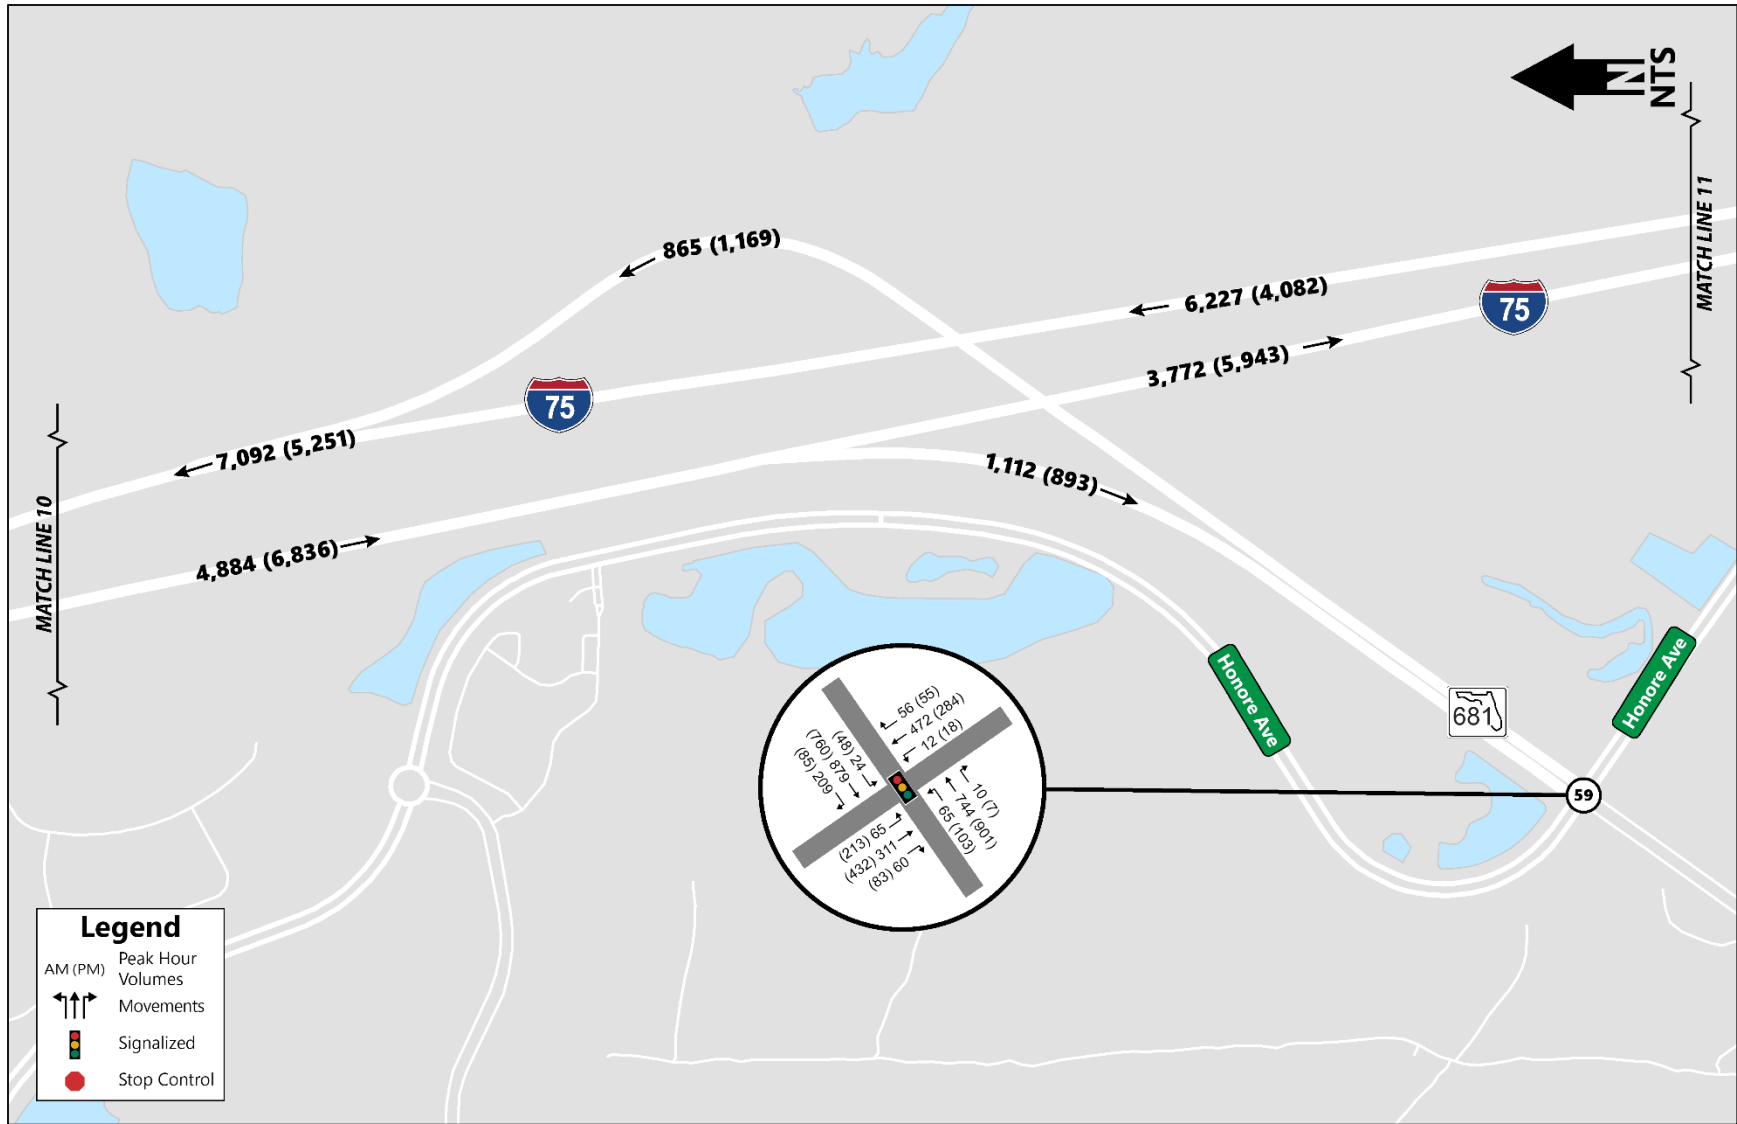 N
NTS
MATCH LINE 11
865 (1,169)
6,227 (4,082)
75
3,772 (5,943)
75
7,092 (5,251)
1,112 (893)
4,884 (6,836)
MATCH LINE 10
Honore Ave
Honore Ave
681
59
56 (55)
472 (284)
12 (18)
(48) 24
(760) 879
(85) 209
10 (7)
744 (901)
65 (103)
(213) 65
(432) 311
(83) 60
Legend
AM (PM)
Peak Hour
Volumes
Movements
Signalized
Stop Control